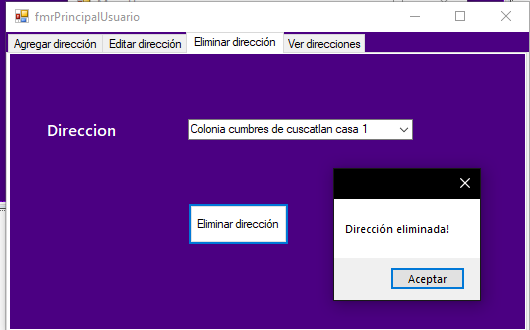 fmrPrincipalUsuario
Agregar dirección Editar dirección Eliminar dirección Ver direcciones
Direccion Colonia cumbres de cuscatlan casa 1
Eliminar dirección
Dirección eliminada!
Aceptar